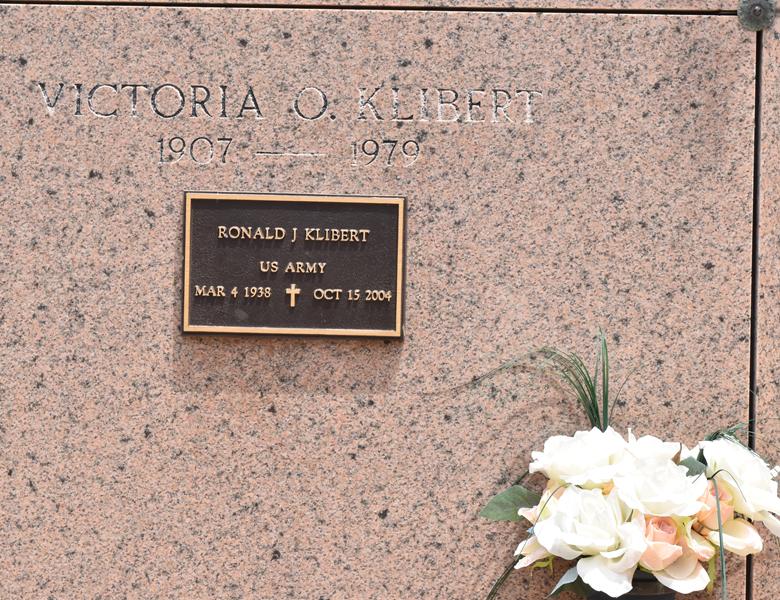 VICTORIA O. KLIBERT
1907 — 1979
RONALD J KLIBERT
US ARMY
MAR 4 1938 ✝ OCT 15 2004